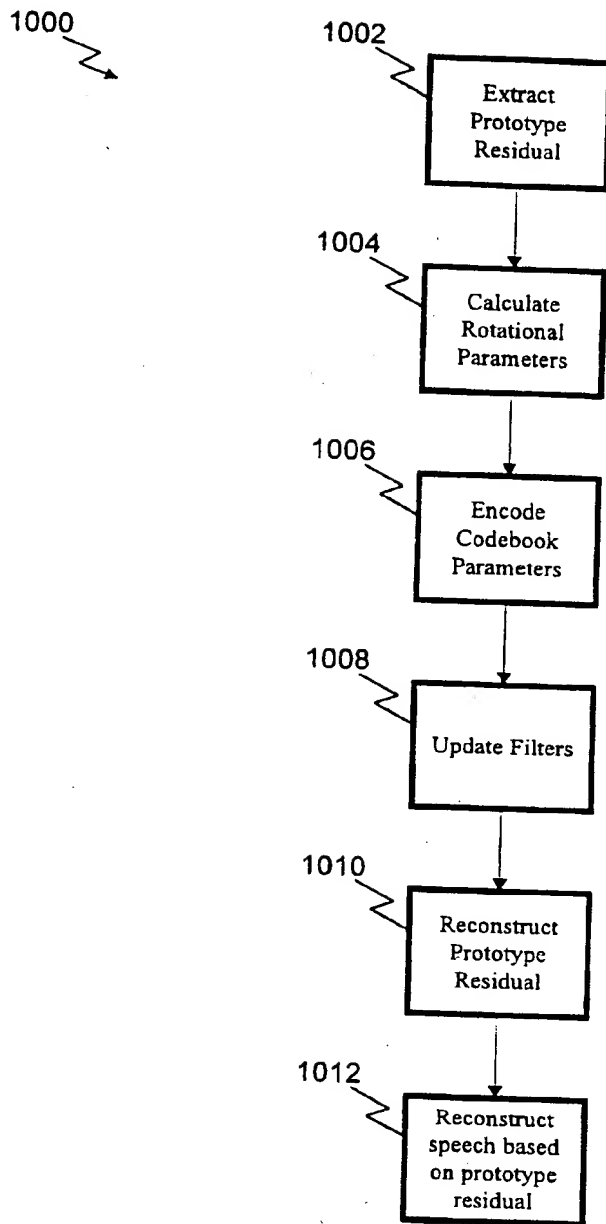 1000
1002
Extract
Prototype
Residual
1004
Calculate
Rotational
Parameters
1006
Encode
Codebook
Parameters
1008
Update Filters
1010
Reconstruct
Prototype
Residual
1012
Reconstruct
speech based
on prototype
residual